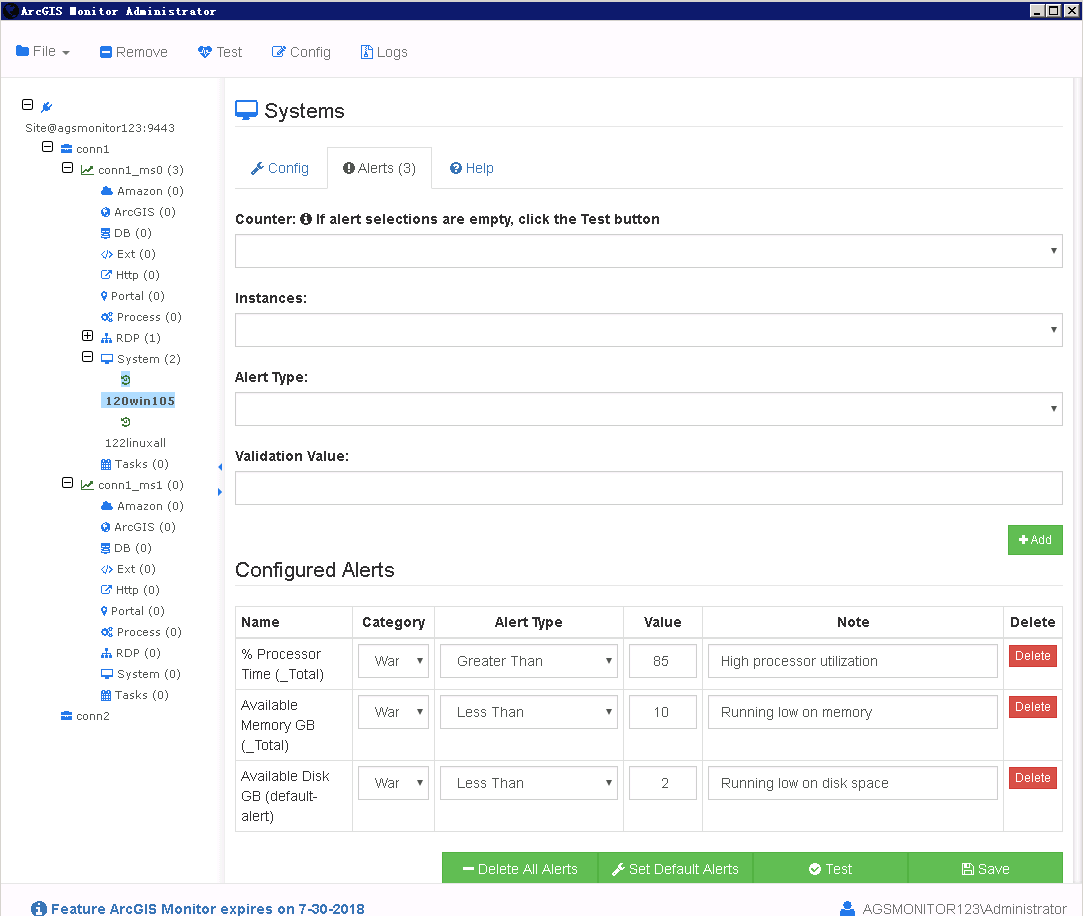 ArcGIS Monitor Administrator
File Remove Test Config Logs
Site@agsmonitor123:9443
conn1
conn1_ms0 (3)
Amazon (0)
ArcGIS (0)
DB (0)
Ext (0)
Http (0)
Portal (0)
Process (0)
RDP (1)
System (2)
120win105
122linuxall
Tasks (0)
conn1_ms1 (0)
Amazon (0)
ArcGIS (0)
DB (0)
Ext (0)
Http (0)
Portal (0)
Process (0)
RDP (0)
System (0)
Tasks (0)
conn2
Systems
Config Alerts (3) Help
Counter: If alert selections are empty, click the Test button
Instances:
Alert Type:
Validation Value:
Add
Configured Alerts
Name Category Alert Type Value Note Delete
% Processor
Time (_Total) War Greater Than 85 High processor utilization Delete
Available
Memory GB
(_Total) War Less Than 10 Running low on memory Delete
Available Disk
GB (default-
alert) War Less Than 2 Running low on disk space Delete
Delete All Alerts Set Default Alerts Test Save
Feature ArcGIS Monitor expires on 7-30-2018 AGSMONITOR123\Administrator